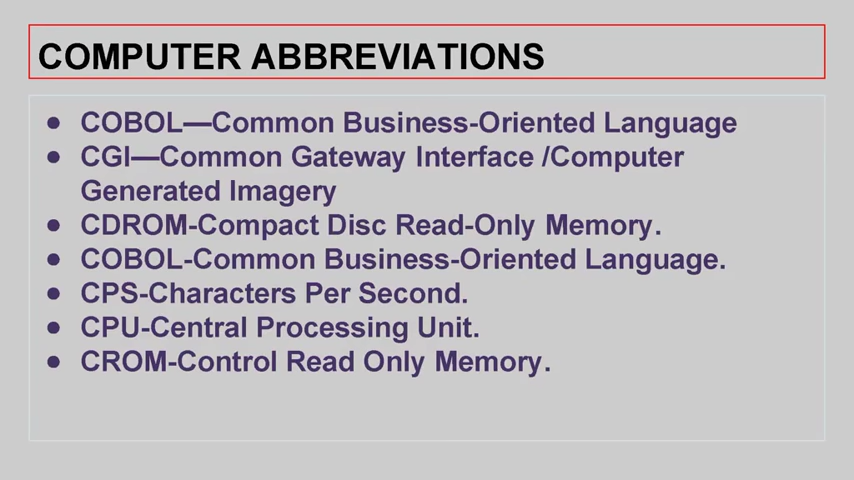 COMPUTER ABBREVIATIONS
● COBOL—Common Business-Oriented Language
● CGI—Common Gateway Interface /Computer
Generated Imagery
● CDROM-Compact Disc Read-Only Memory.
● COBOL-Common Business-Oriented Language.
● CPS-Characters Per Second.
● CPU-Central Processing Unit.
● CROM-Control Read Only Memory.